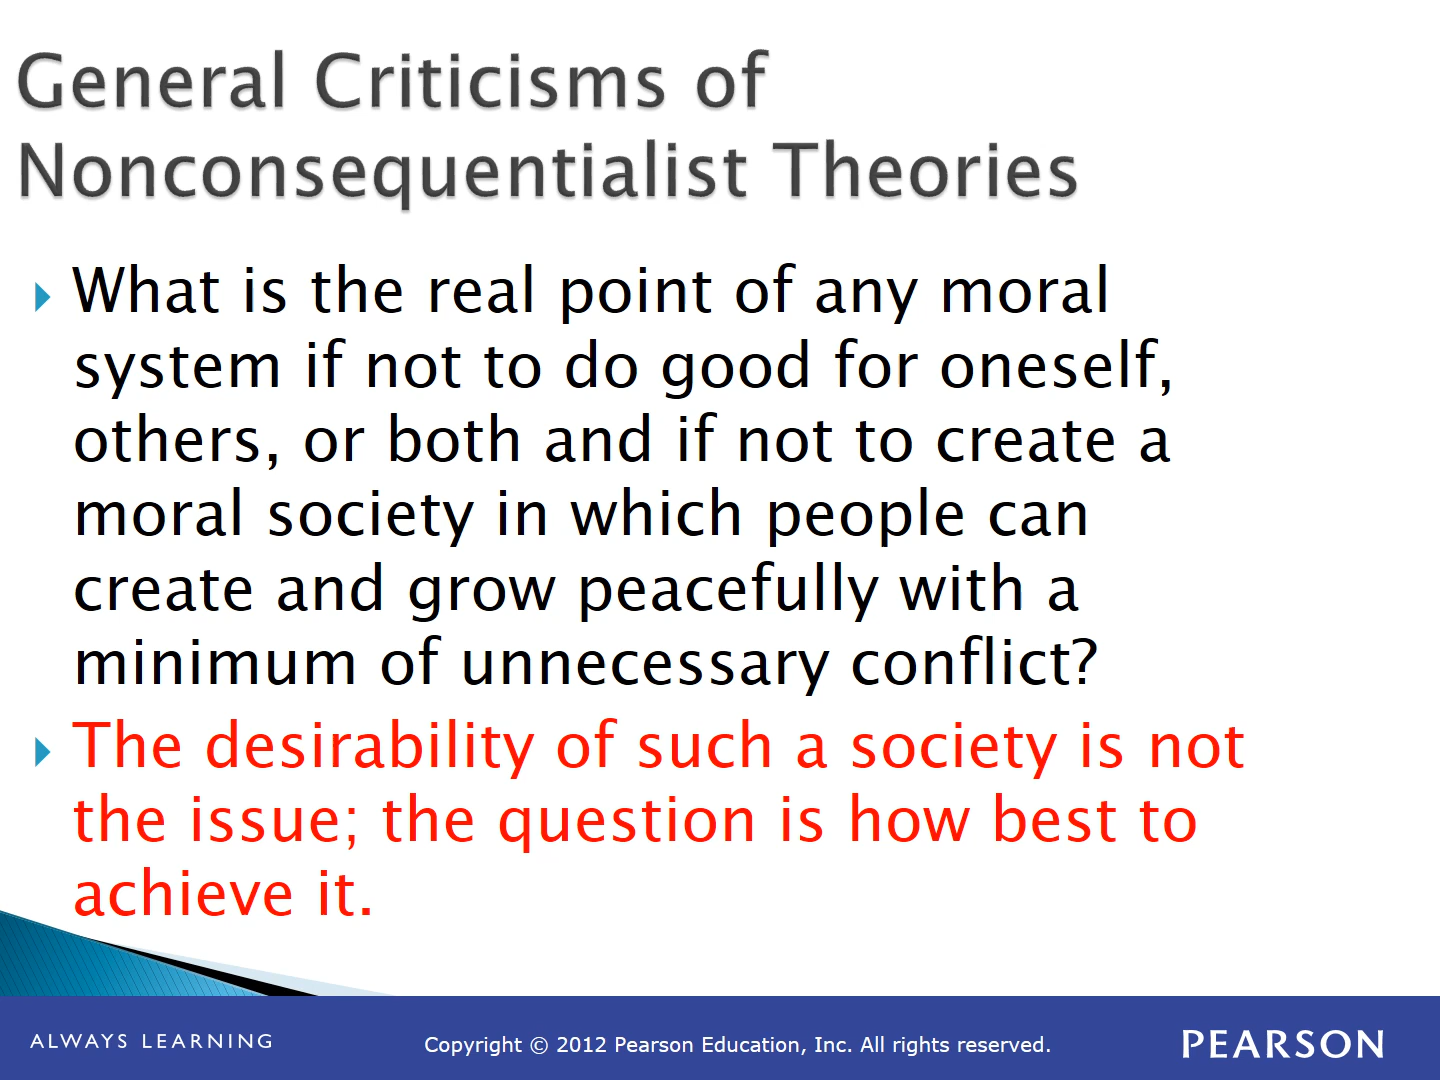 General Criticisms of
Nonconsequentialist Theories
What is the real point of any moral
system if not to do good for oneself,
others, or both and if not to create a
moral society in which people can
create and grow peacefully with a
minimum of unnecessary conflict?
The desirability of such a society is not
the issue; the question is how best to
achieve it.
ALWAYS LEARNING
Copyright © 2012 Pearson Education, Inc. All rights reserved.
PEARSON